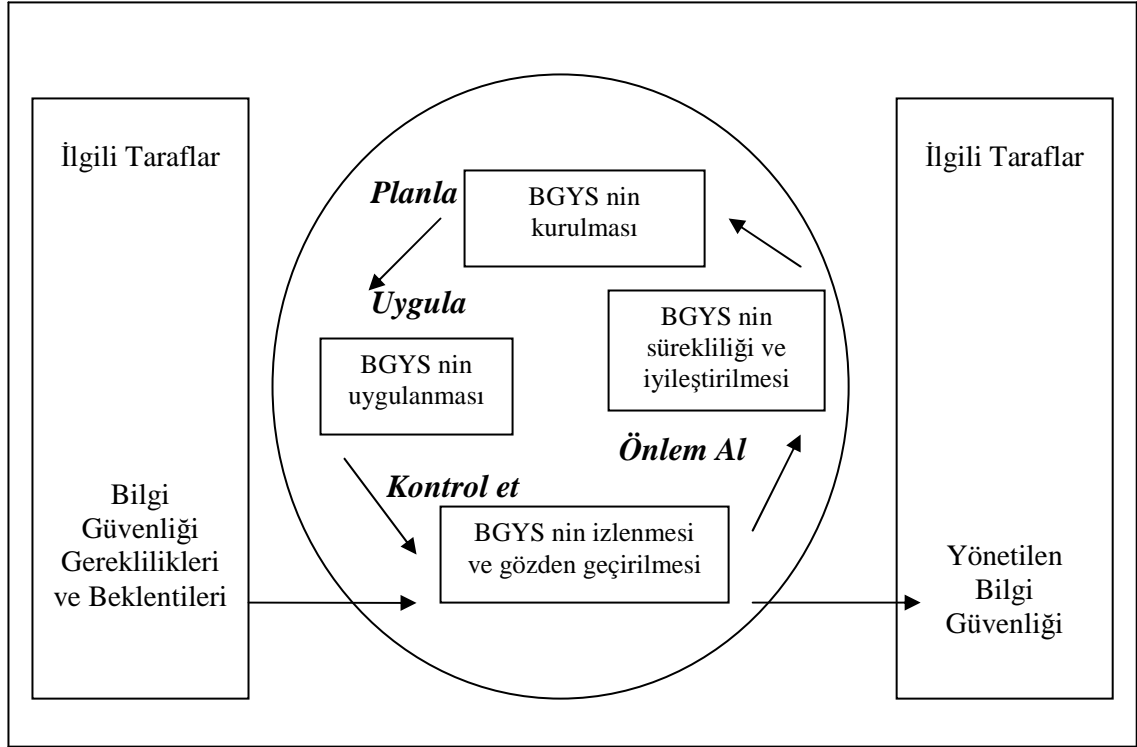 İlgili Taraflar
Bilgi
Güvenliği
Gereklilikleri
ve Beklentileri
Planla
BGYS nin
kurulması
Uygula
BGYS nin
uygulanması
Kontrol et
BGYS nin izlenmesi
ve gözden geçirilmesi
Önlem Al
BGYS nin
sürekliliği ve
iyileştirilmesi
İlgili Taraflar
Yönetilen
Bilgi
Güvenliği